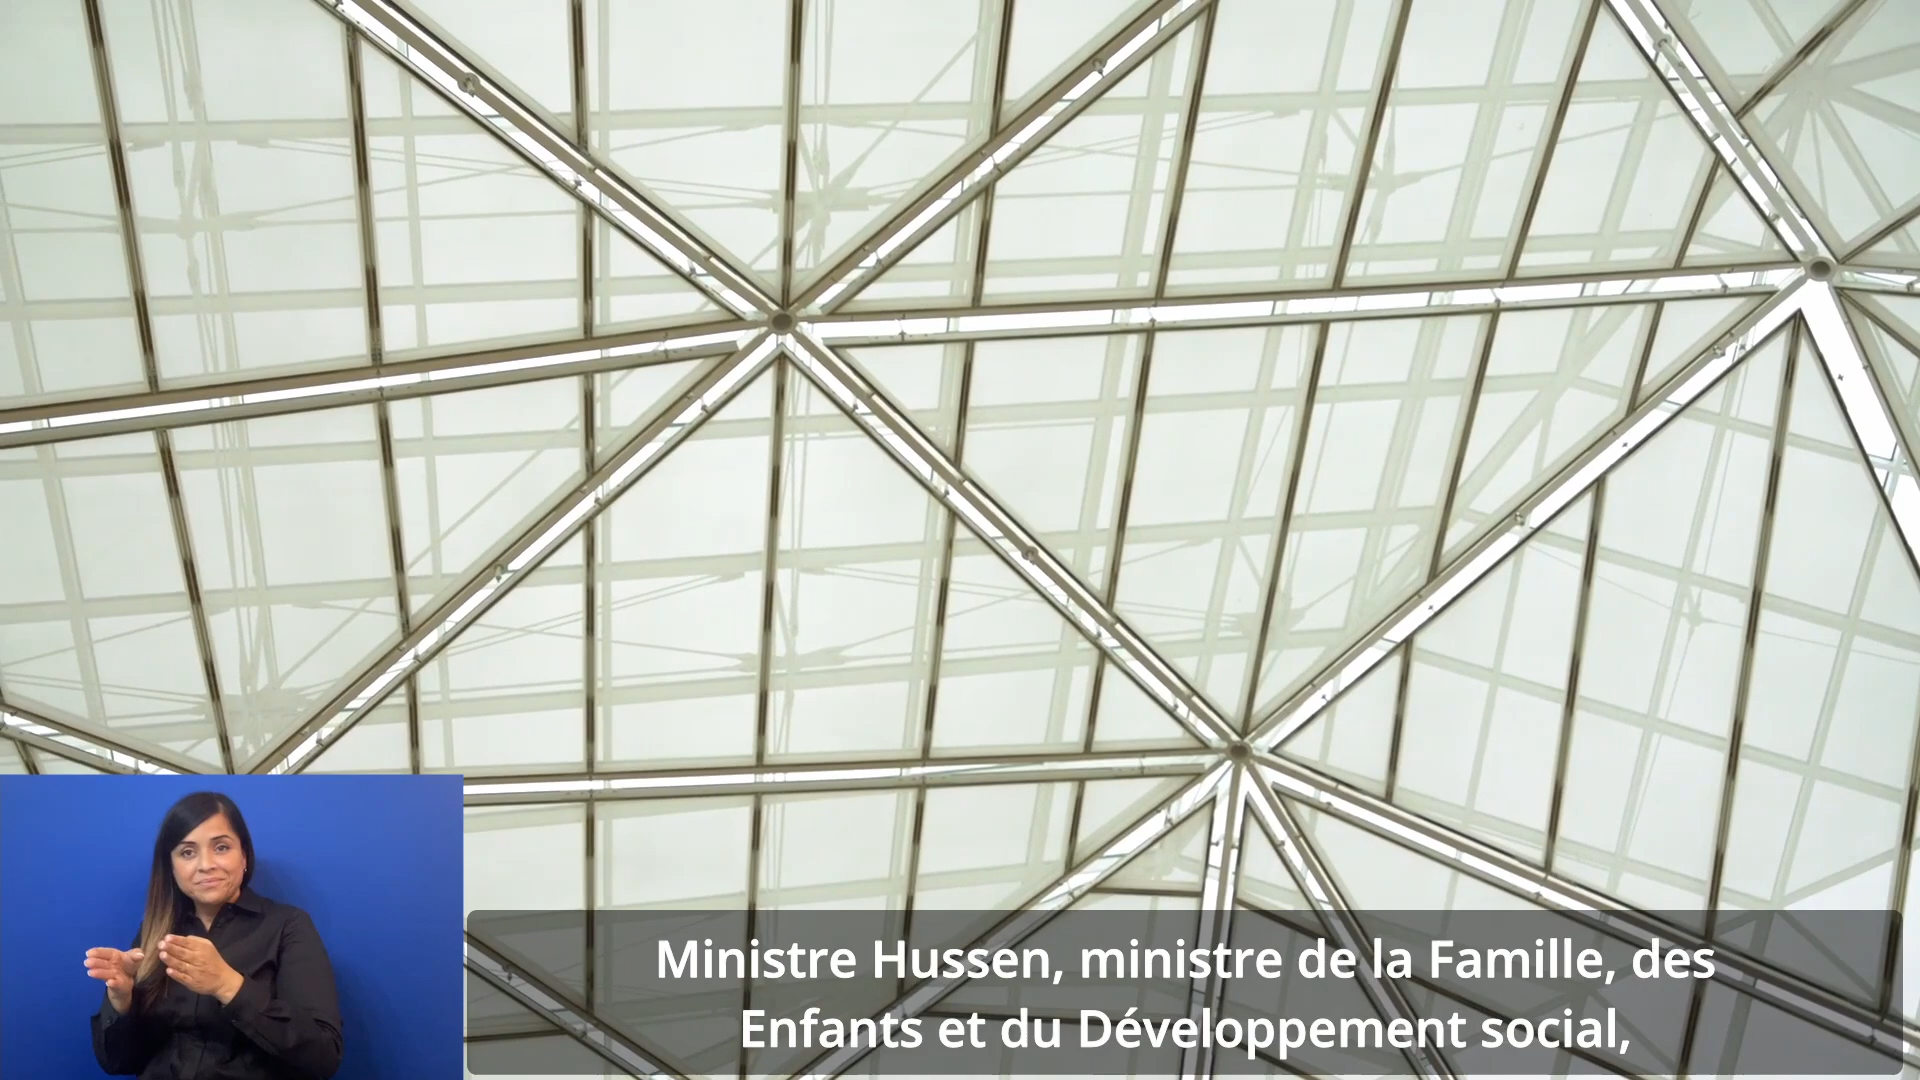 Ministre Hussen, ministre de la Famille, des
Enfants et du Développement social,